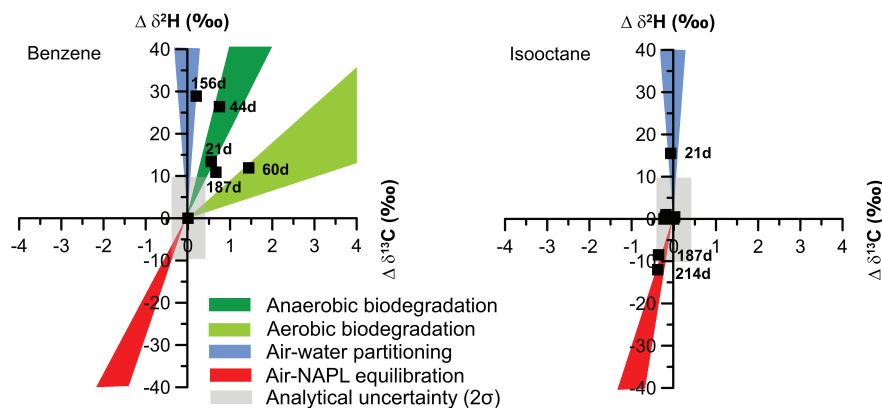 Δ δ²H (‰)
Benzene
40
30
20
10
0
-10
-20
-30
-40
-4 -3 -2 -1 0 1 2 3 4
156d
44d
21d
187d
60d
Δ δ¹³C (‰)
Anaerobic biodegradation
Aerobic biodegradation
Air-water partitioning
Air-NAPL equilibration
Analytical uncertainty (2σ)
Δ δ²H (‰)
Isooctane
40
30
20
10
0
-10
-20
-30
-40
-4 -3 -2 -1 0 1 2 3 4
21d
187d
214d
Δ δ¹³C (‰)